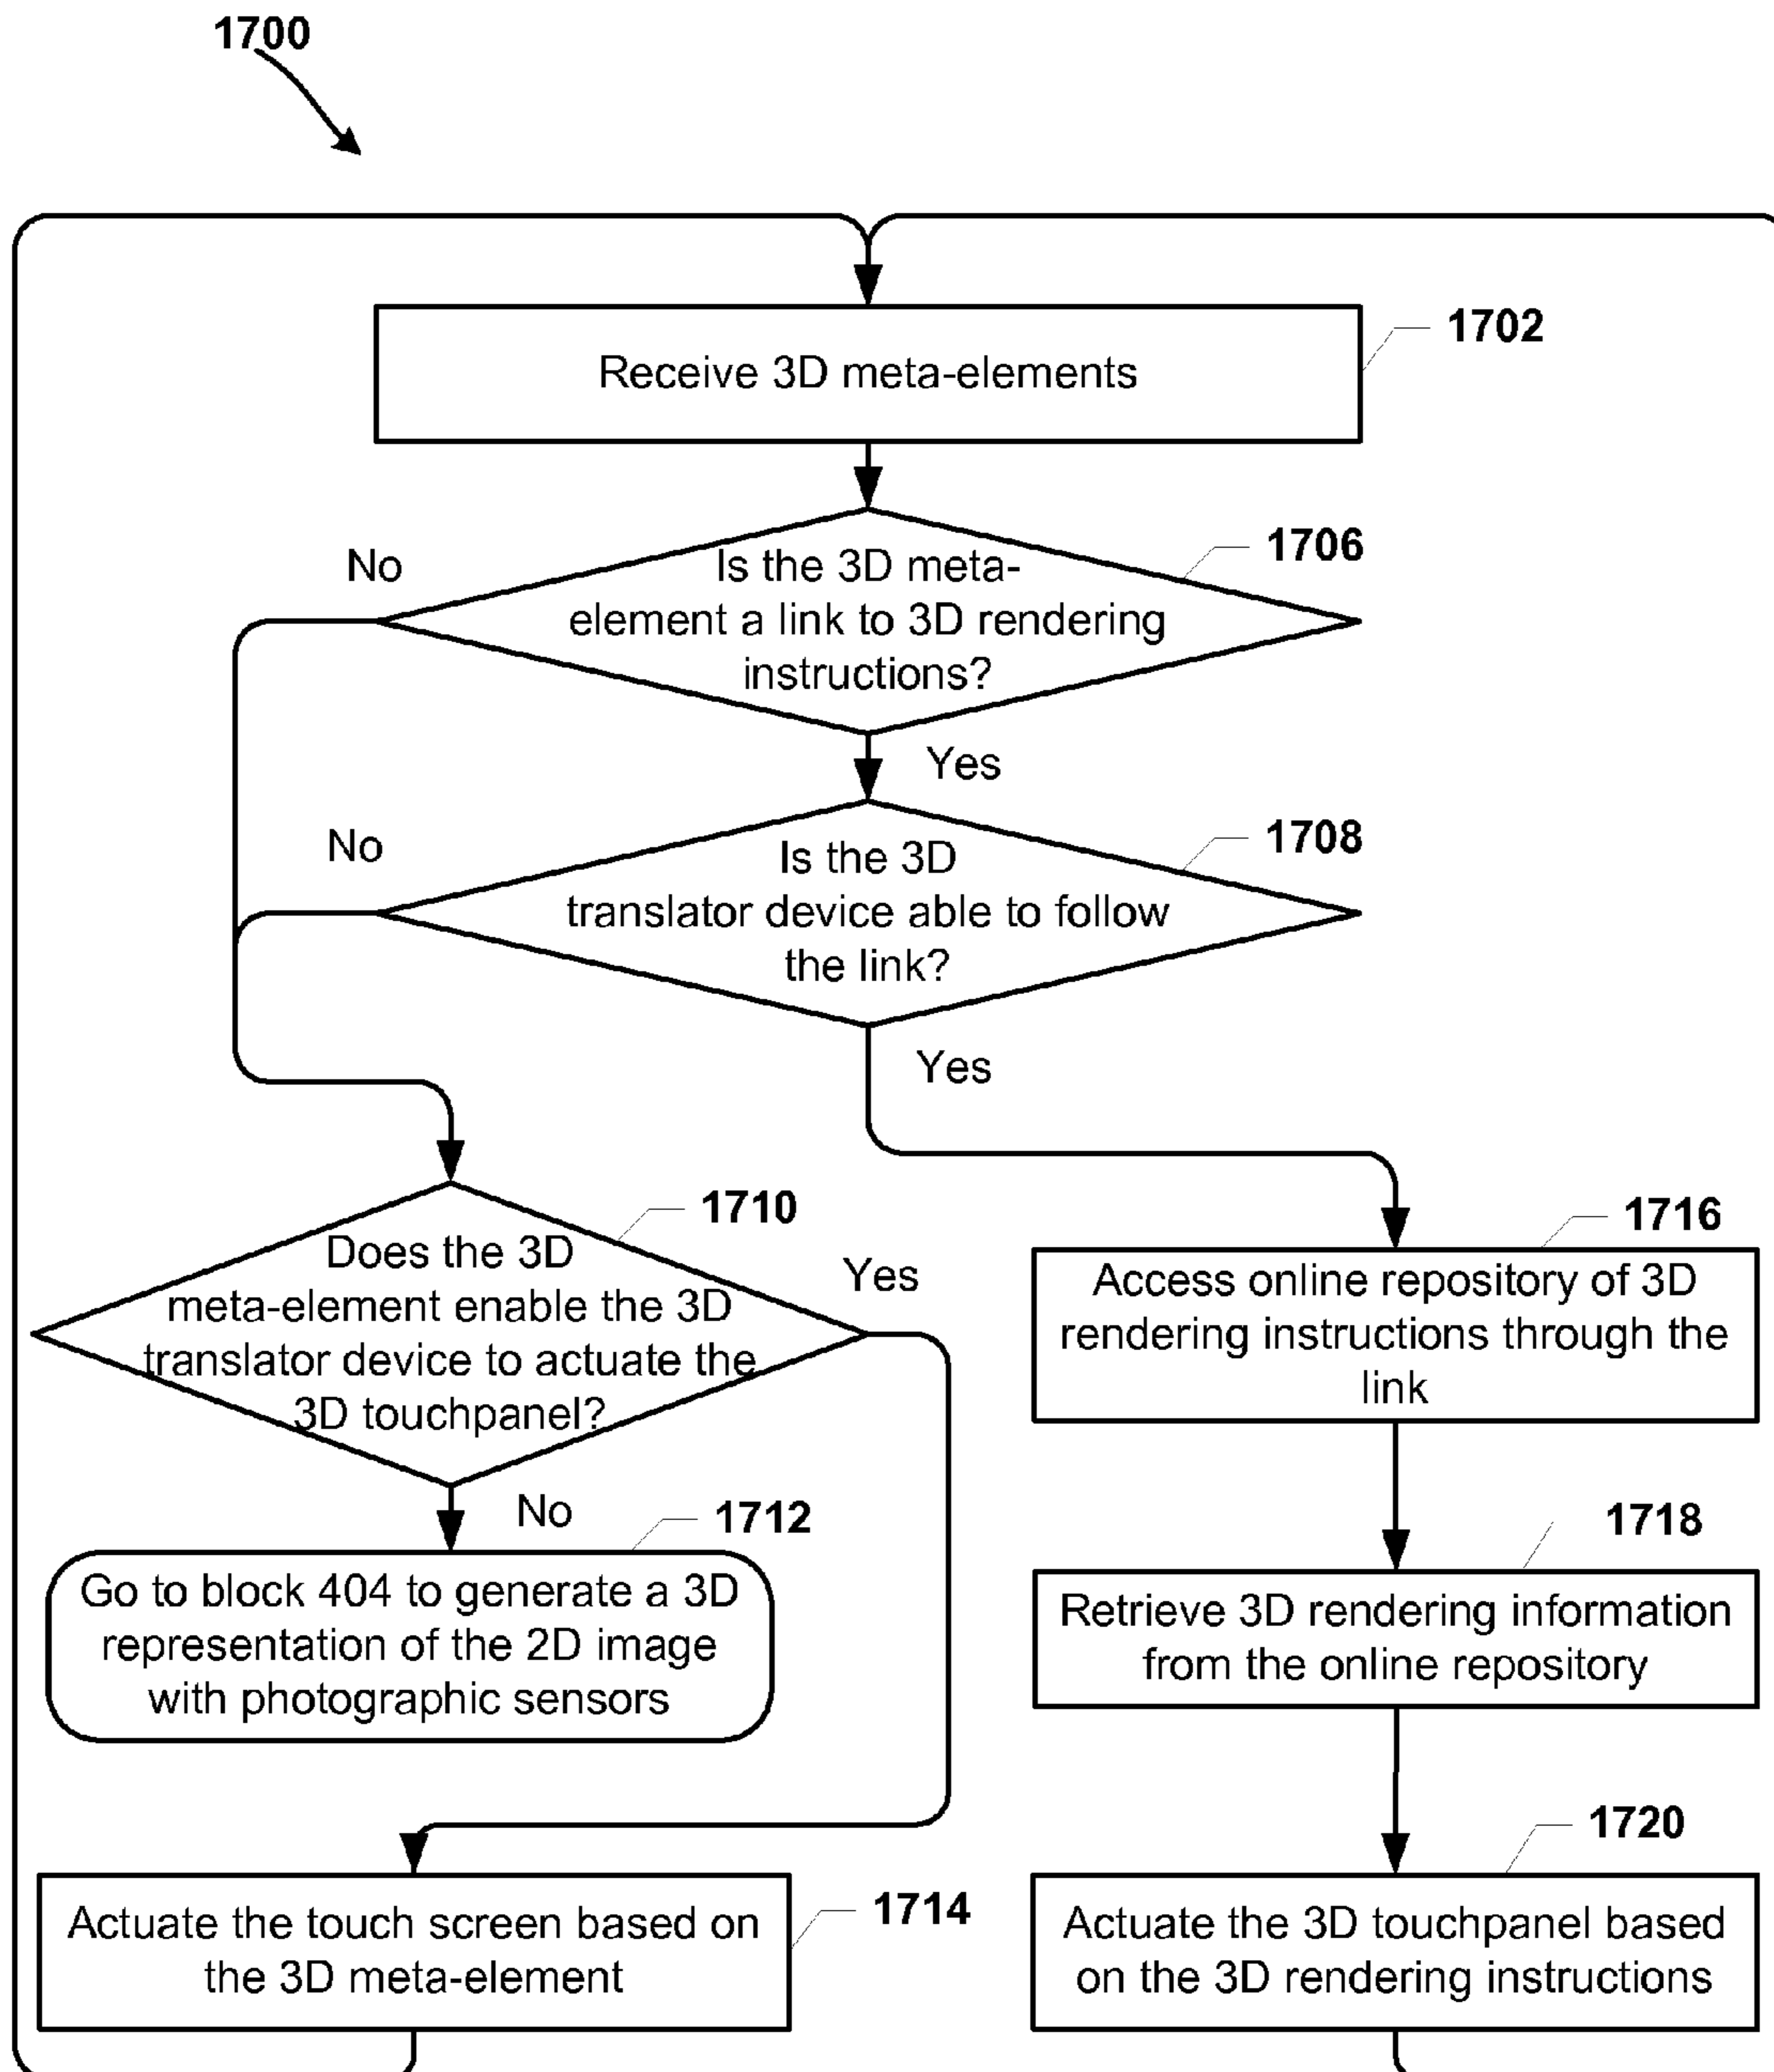 1700
1702
Receive 3D meta-elements
1706
No
Is the 3D meta-
element a link to 3D rendering
instructions?
Yes
1708
No
Is the 3D
translator device able to follow
the link?
Yes
1710
Does the 3D
meta-element enable the 3D
translator device to actuate the
3D touchpanel?
Yes
1716
Access online repository of 3D
rendering instructions through the
link
No
1712
Go to block 404 to generate a 3D
representation of the 2D image
with photographic sensors
1718
Retrieve 3D rendering information
from the online repository
1714
Actuate the touch screen based on
the 3D meta-element
1720
Actuate the 3D touchpanel based
on the 3D rendering instructions